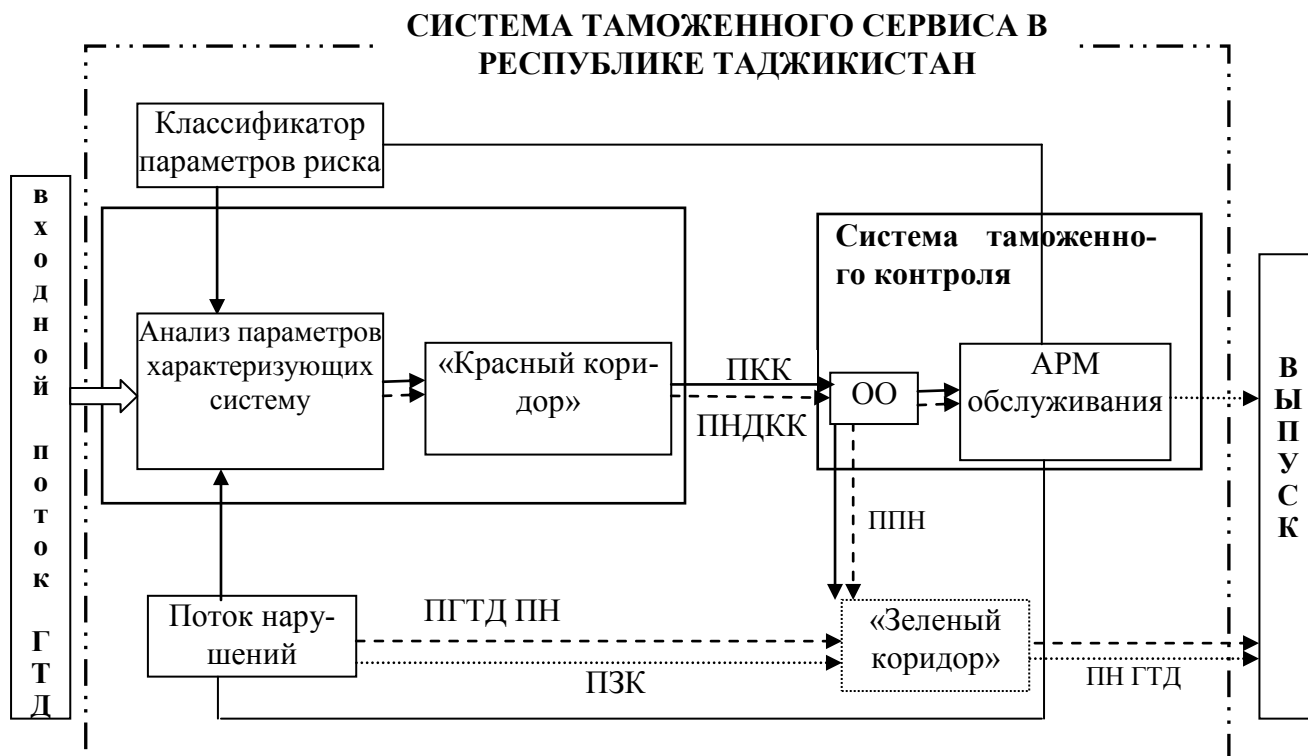 СИСТЕМА ТАМОЖЕННОГО СЕРВИСА В
РЕСПУБЛИКЕ ТАДЖИКИСТАН
Классификатор
параметров риска
входной поток ГТД
Система таможенно-
го контроля
Анализ параметров
характеризующих
систему
«Красный кори-
дор»
ПКК
ПНДКК
ОО
АРМ
обслуживания
ВЫПУСК
ППН
Поток нару-
шений
ПГТД ПН
ПЗК
«Зеленый
коридор»
ПН ГТД